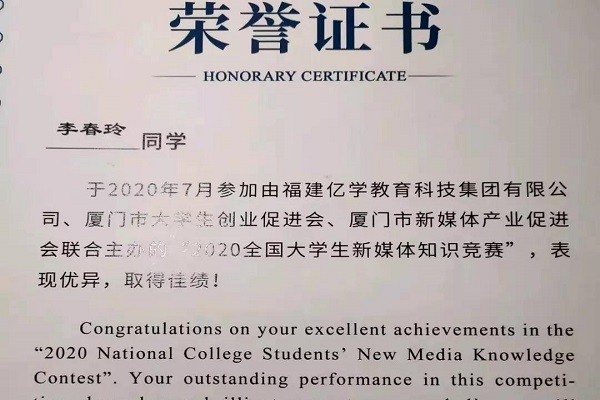 荣誉证书
HONORARY CERTIFICATE
李春玲 同学
于2020年7月参加由福建亿学教育科技集团有限公
司、厦门市大学生创业促进会、厦门市新媒体产业促进
会联合主办的“2020全国大学生新媒体知识竞赛”，表
现优异，取得佳绩！
Congratulations on your excellent achievements in the
“2020 National College Students’ New Media Knowledge
Contest”. Your outstanding performance in this competi-